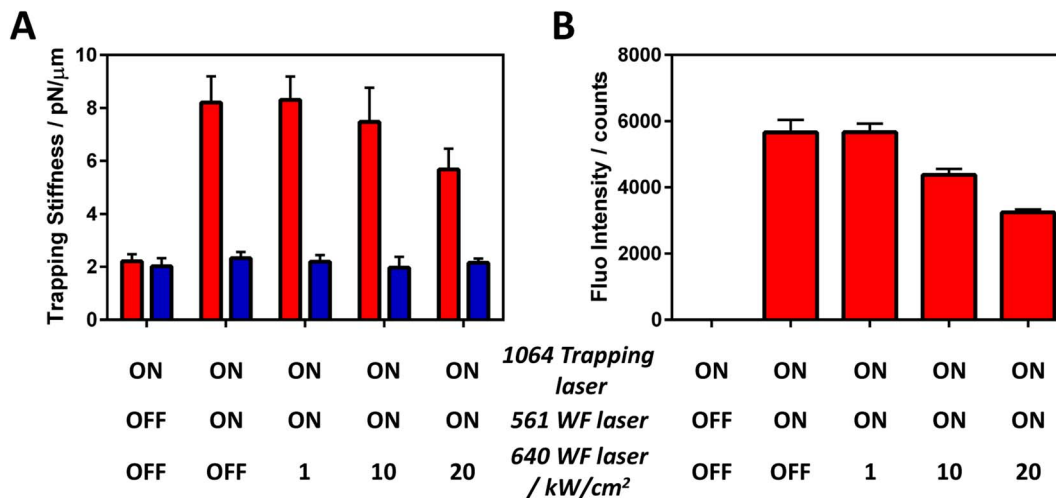 A
B
Trapping Stiffness / pN/μm
10
8
6
4
2
0
Fluo Intensity / counts
8000
6000
4000
2000
0
ON ON ON ON ON 1064 Trapping laser ON ON ON ON ON
OFF ON ON ON ON 561 WF laser OFF ON ON ON ON
OFF OFF 1 10 20 640 WF laser / kW/cm² OFF OFF 1 10 20